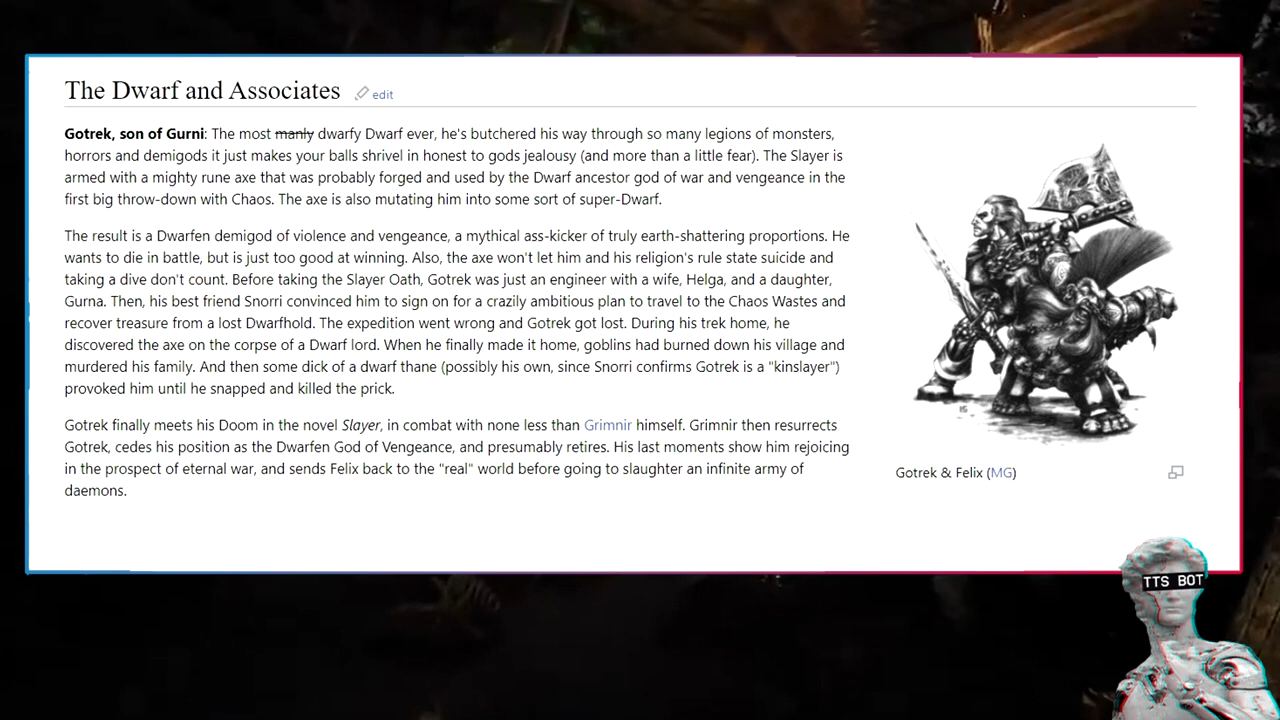 The Dwarf and Associates edit
Gotrek, son of Gurni: The most manly dwarfy Dwarf ever, he's butchered his way through so many legions of monsters,
horrors and demigods it just makes your balls shrivel in honest to gods jealousy (and more than a little fear). The Slayer is
armed with a mighty rune axe that was probably forged and used by the Dwarf ancestor god of war and vengeance in the
first big throw-down with Chaos. The axe is also mutating him into some sort of super-Dwarf.
The result is a Dwarfen demigod of violence and vengeance, a mythical ass-kicker of truly earth-shattering proportions. He
wants to die in battle, but is just too good at winning. Also, the axe won't let him and his religion's rule state suicide and
taking a dive don't count. Before taking the Slayer Oath, Gotrek was just an engineer with a wife, Helga, and a daughter,
Gurna. Then, his best friend Snorri convinced him to sign on for a crazily ambitious plan to travel to the Chaos Wastes and
recover treasure from a lost Dwarfhold. The expedition went wrong and Gotrek got lost. During his trek home, he
discovered the axe on the corpse of a Dwarf lord. When he finally made it home, goblins had burned down his village and
murdered his family. And then some dick of a dwarf thane (possibly his own, since Snorri confirms Gotrek is a "kinslayer")
provoked him until he snapped and killed the prick.
Gotrek finally meets his Doom in the novel Slayer, in combat with none less than Grimnir himself. Grimnir then resurrects
Gotrek, cedes his position as the Dwarfen God of Vengeance, and presumably retires. His last moments show him rejoicing
in the prospect of eternal war, and sends Felix back to the "real" world before going to slaughter an infinite army of
daemons.
Gotrek & Felix (MG)
TTS BOT